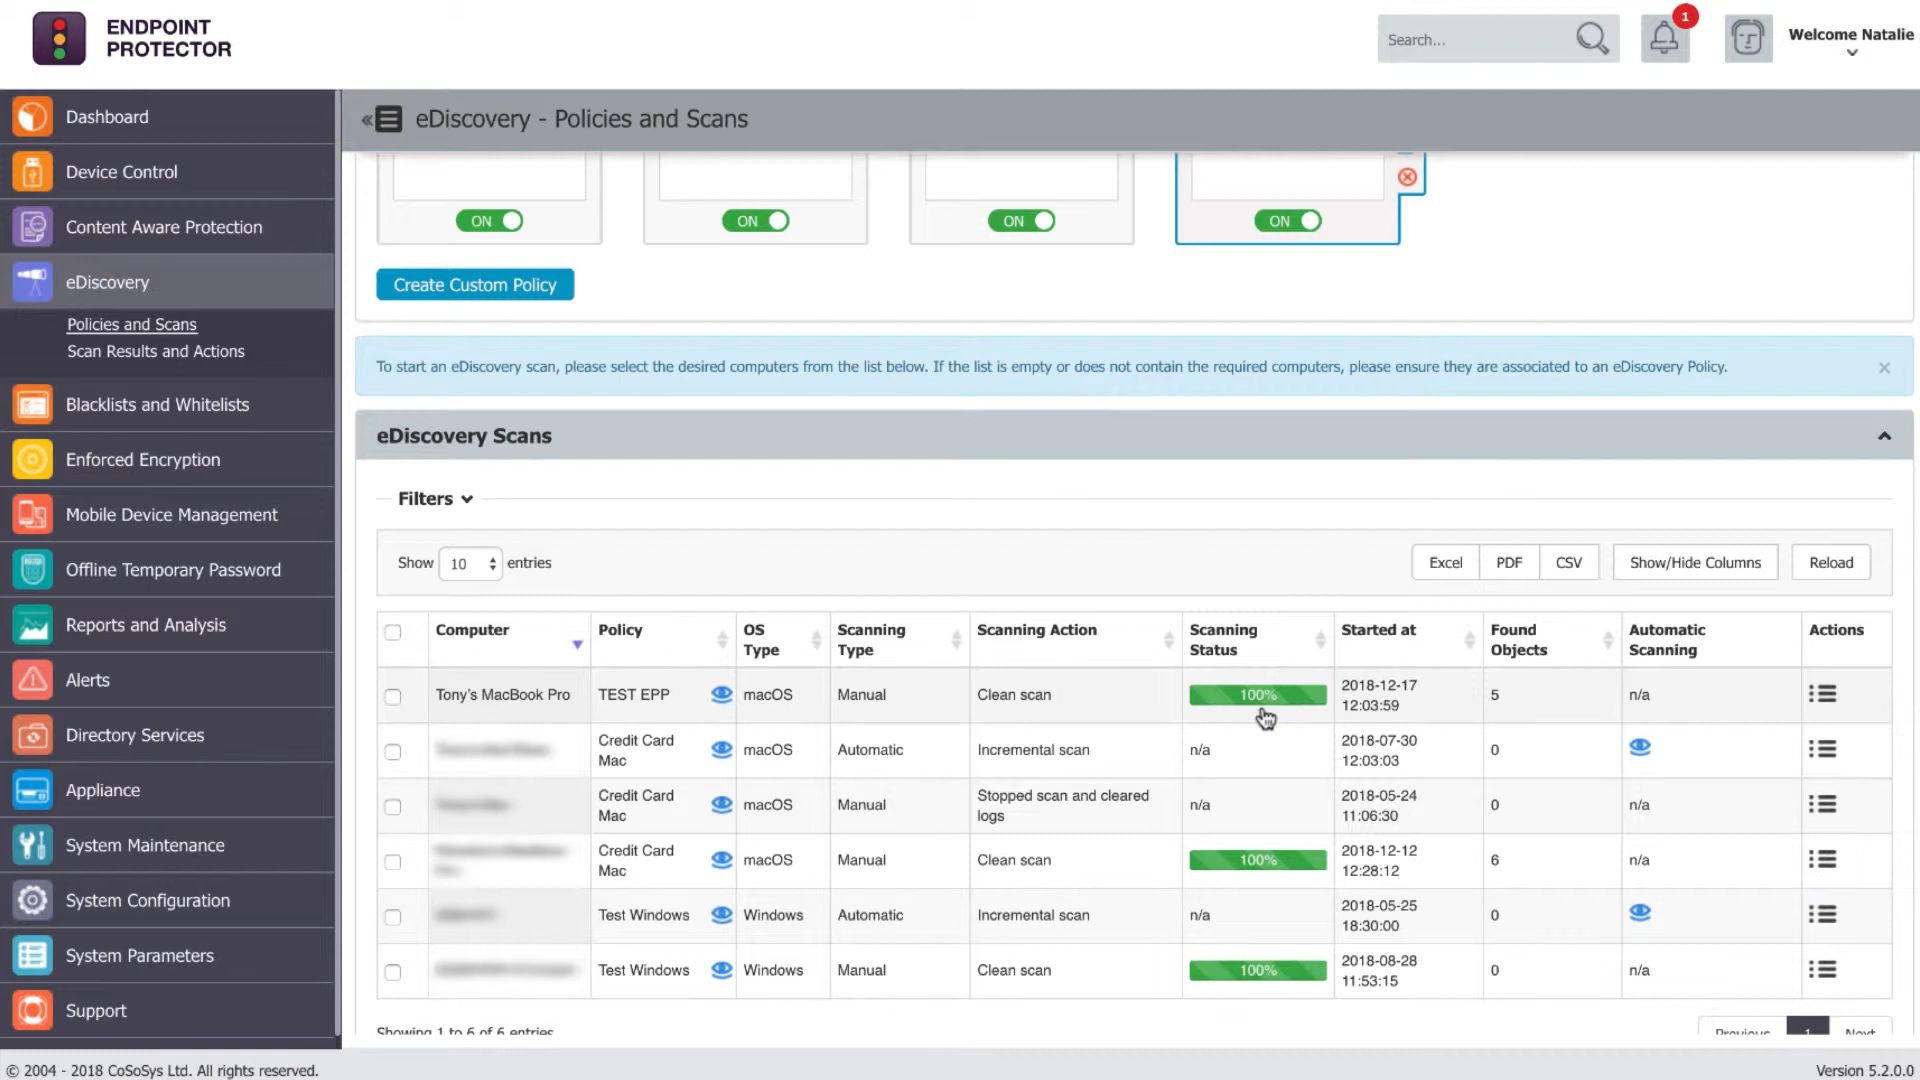 ENDPOINT
PROTECTOR
Search...
1
Welcome Natalie
Dashboard
Device Control
Content Aware Protection
eDiscovery
Policies and Scans
Scan Results and Actions
Blacklists and Whitelists
Enforced Encryption
Mobile Device Management
Offline Temporary Password
Reports and Analysis
Alerts
Directory Services
Appliance
System Maintenance
System Configuration
System Parameters
Support
eDiscovery - Policies and Scans
ON ON ON ON
Create Custom Policy
To start an eDiscovery scan, please select the desired computers from the list below. If the list is empty or does not contain the required computers, please ensure they are associated to an eDiscovery Policy.
eDiscovery Scans
Filters
Show 10 entries Excel PDF CSV Show/Hide Columns Reload
Computer Policy OS Type Scanning Type Scanning Action Scanning Status Started at Found Objects Automatic Scanning Actions
Tony's MacBook Pro TEST EPP macOS Manual Clean scan 100% 2018-12-17 12:03:59 5 n/a
Credit Card Mac macOS Automatic Incremental scan n/a 2018-07-30 12:03:03 0
Credit Card Mac macOS Manual Stopped scan and cleared logs n/a 2018-05-24 11:06:30 0 n/a
Credit Card Mac macOS Manual Clean scan 100% 2018-12-12 12:28:12 6 n/a
Test Windows Windows Automatic Incremental scan n/a 2018-05-25 18:30:00 0
Test Windows Windows Manual Clean scan 100% 2018-08-28 11:53:15 0 n/a
Showing 1 to 6 of 6 entries Previous 1 Next
© 2004 - 2018 CoSoSys Ltd. All rights reserved. Version 5.2.0.0